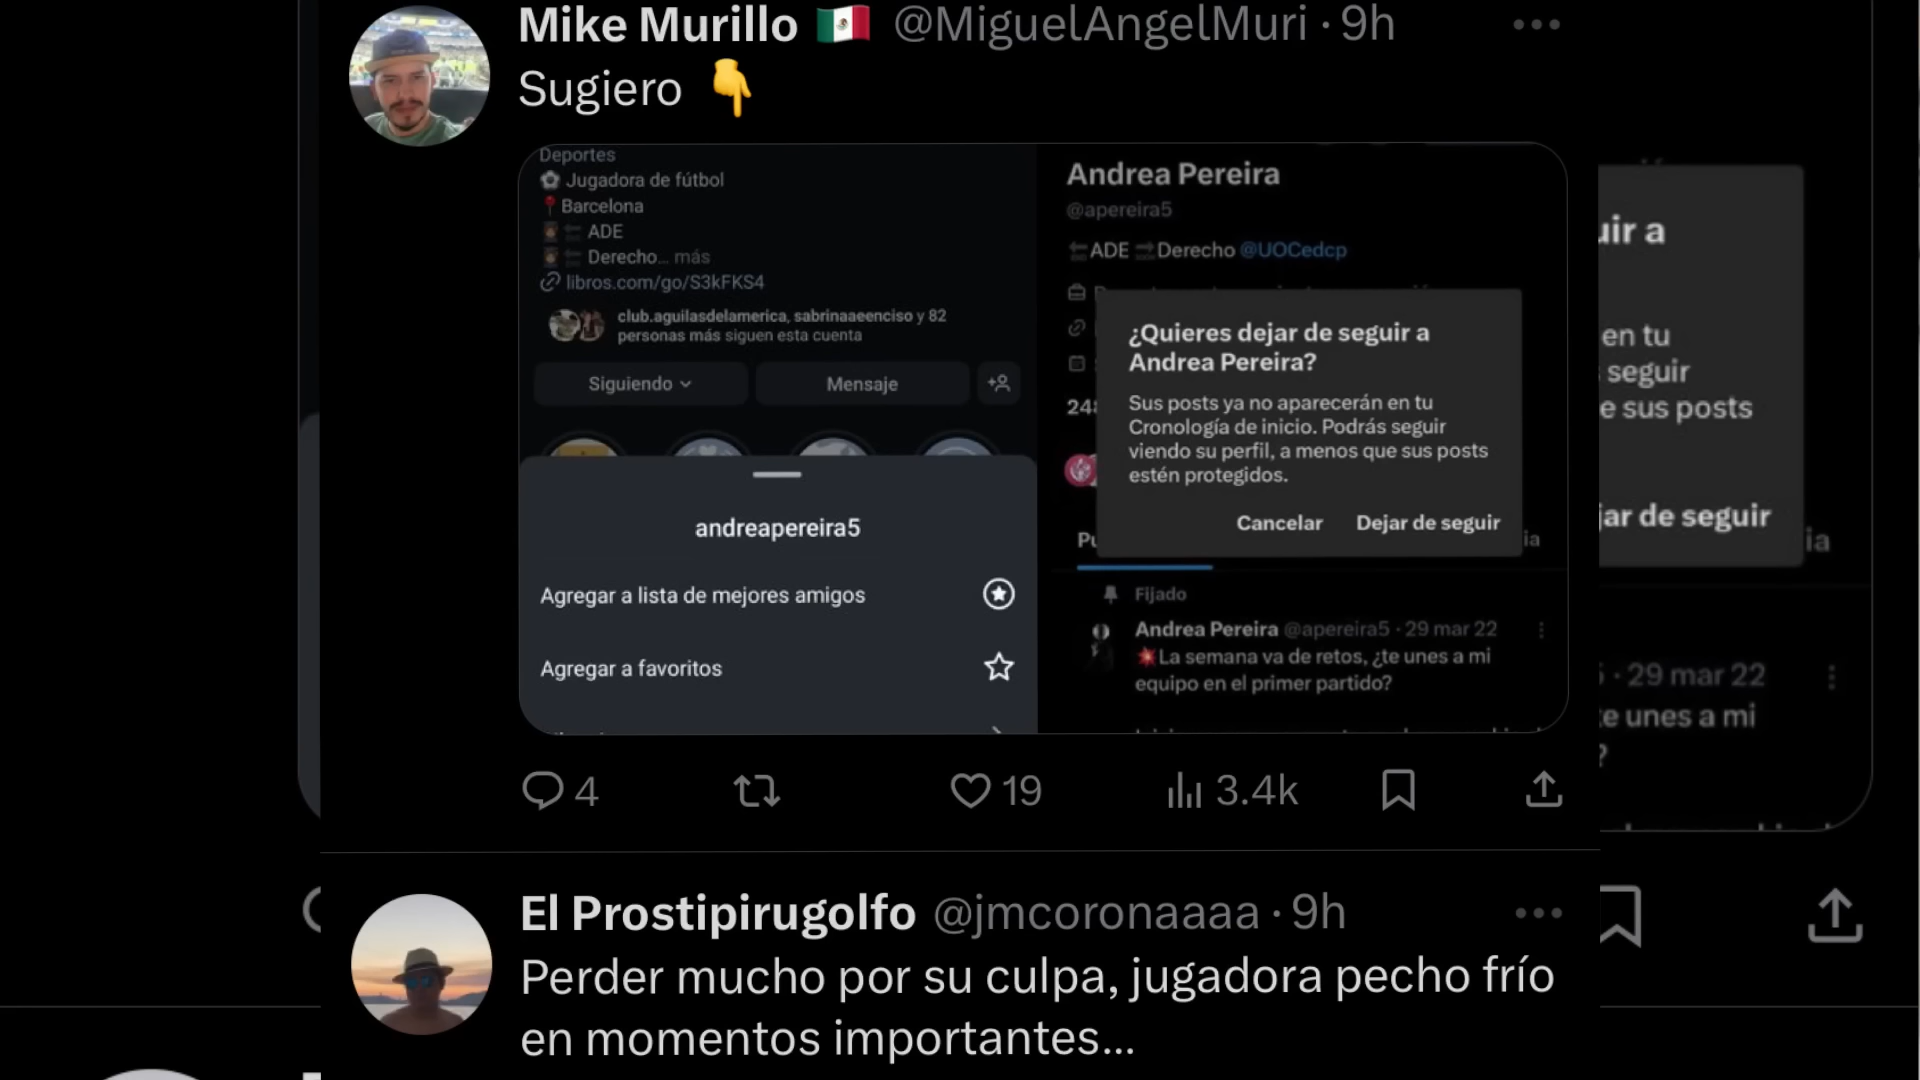 Mike Murillo 🇲🇽 @MiguelAngelMuri · 9h
Sugiero 👇
Deportes
⚽ Jugadora de fútbol
📍Barcelona
ADE
Derecho... más
libros.com/go/S3kFKS4
club.aguilasdelamerica, sabrinaaeenciso y 82
personas más siguen esta cuenta
Siguiendo
Mensaje
andreapereira5
Agregar a lista de mejores amigos
Agregar a favoritos
Andrea Pereira
@apereira5
ADE Derecho @UOCedcp
¿Quieres dejar de seguir a
Andrea Pereira?
Sus posts ya no aparecerán en tu
Cronología de inicio. Podrás seguir
viendo su perfil, a menos que sus posts
estén protegidos.
Cancelar Dejar de seguir
Fijado
Andrea Pereira @apereira5 · 29 mar 22
💥La semana va de retos, ¿te unes a mi
equipo en el primer partido?
4 19 3.4k
El Prostipirugolfo @jmcoronaaaa · 9h
Perder mucho por su culpa, jugadora pecho frío
en momentos importantes...
uir a
en tu
seguir
e sus posts
jar de seguir
ia
· 29 mar 22
te unes a mi
?